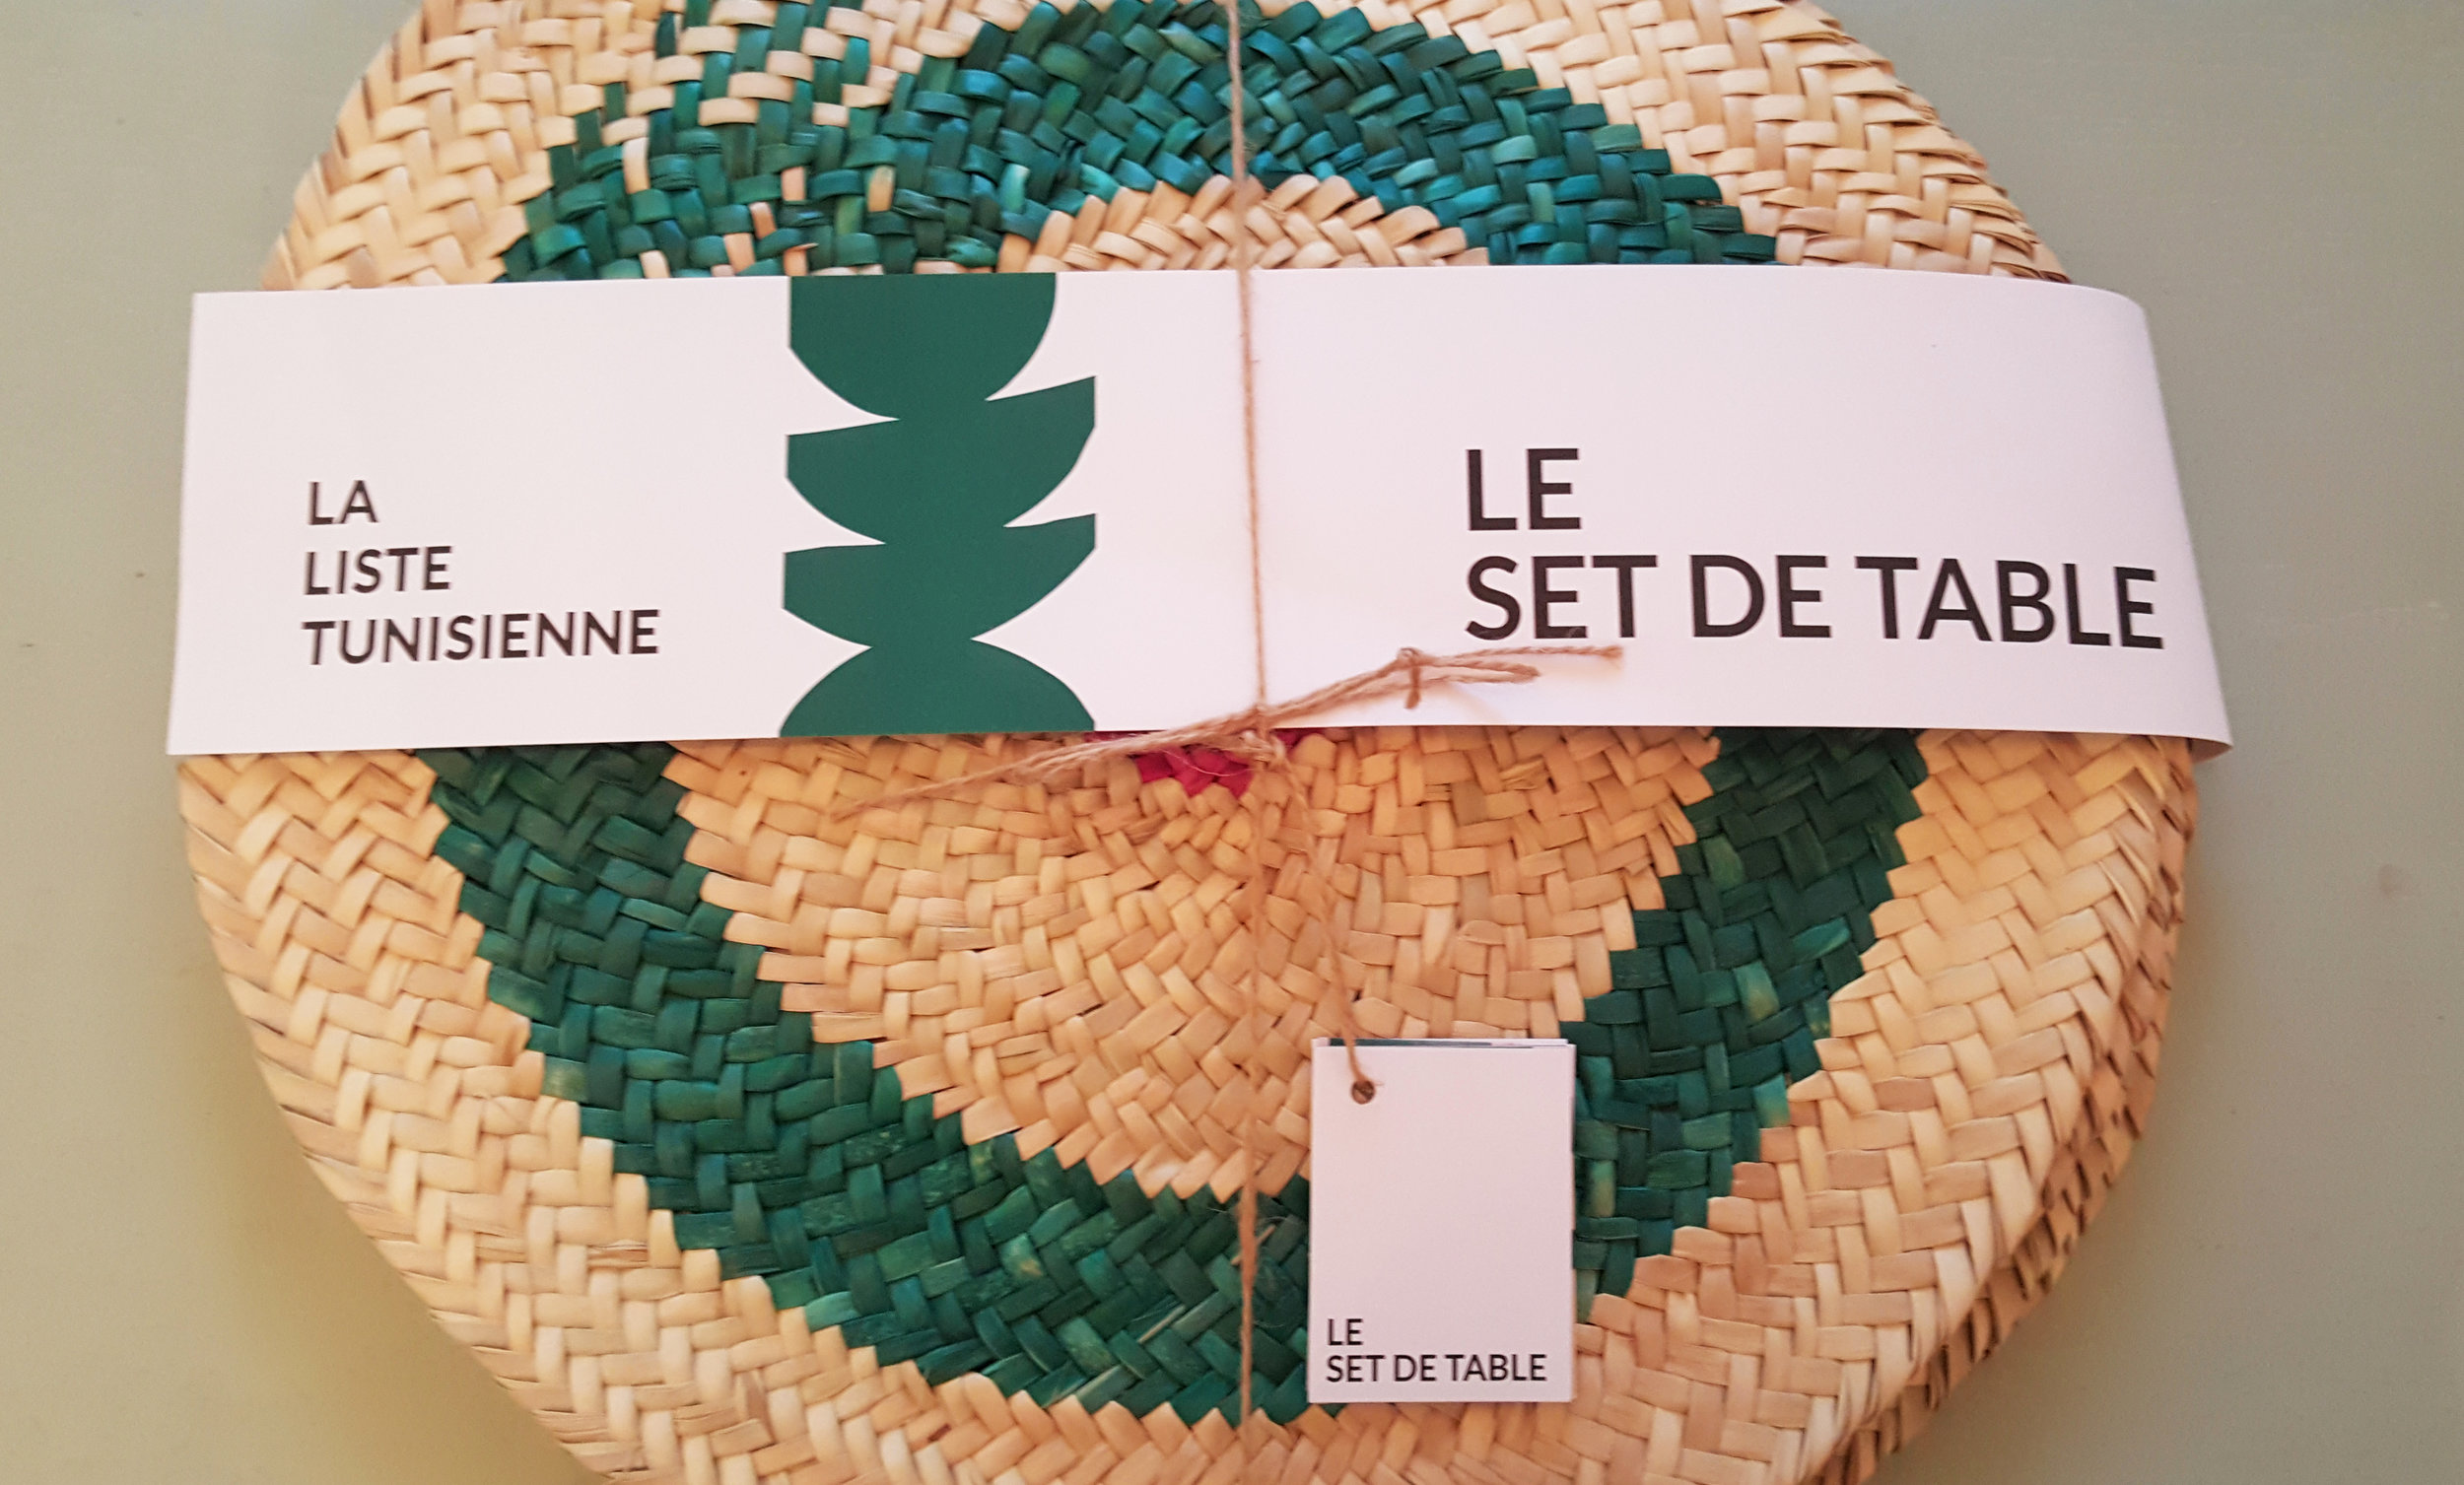 LA
LISTE
TUNISIENNE
LE
SET DE TABLE
LE
SET DE TABLE